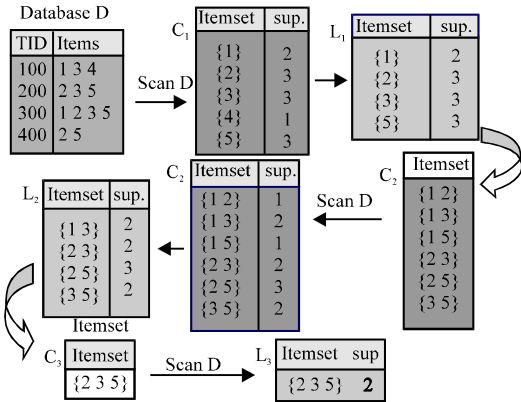 Database D
TID Items
100 1 3 4
200 2 3 5
300 1 2 3 5
400 2 5
Scan D
C1
Itemset sup.
{1} 2
{2} 3
{3} 3
{4} 1
{5} 3
L1
Itemset sup.
{1} 2
{2} 3
{3} 3
{5} 3
C2
Itemset
{1 2}
{1 3}
{1 5}
{2 3}
{2 5}
{3 5}
Scan D
C2
Itemset sup.
{1 2} 1
{1 3} 2
{1 5} 1
{2 3} 2
{2 5} 3
{3 5} 2
L2
Itemset sup.
{1 3} 2
{2 3} 2
{2 5} 3
{3 5} 2
Itemset
C3
Itemset
{2 3 5}
Scan D
L3
Itemset sup
{2 3 5} 2